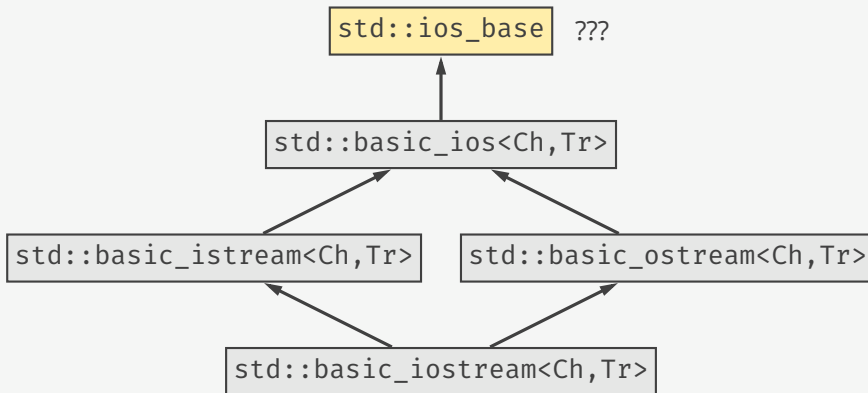 std::ios_base ???
std::basic_ios<Ch,Tr>
std::basic_istream<Ch,Tr> std::basic_ostream<Ch,Tr>
std::basic_iostream<Ch,Tr>